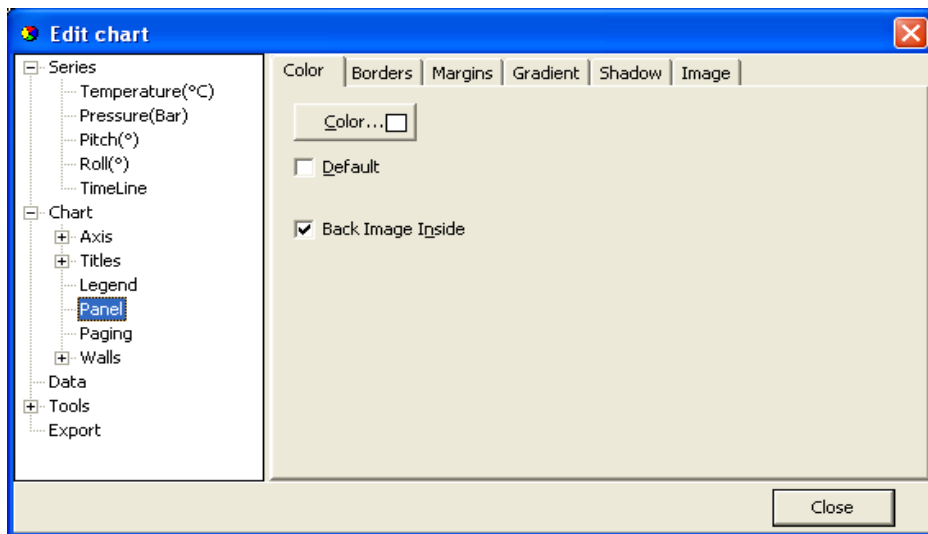 Edit chart
Series
Temperature(°C)
Pressure(Bar)
Pitch(°)
Roll(°)
TimeLine
Chart
Axis
Titles
Legend
Panel
Paging
Walls
Data
Tools
Export
Color Borders Margins Gradient Shadow Image
Color...
Default
Back Image Inside
Close